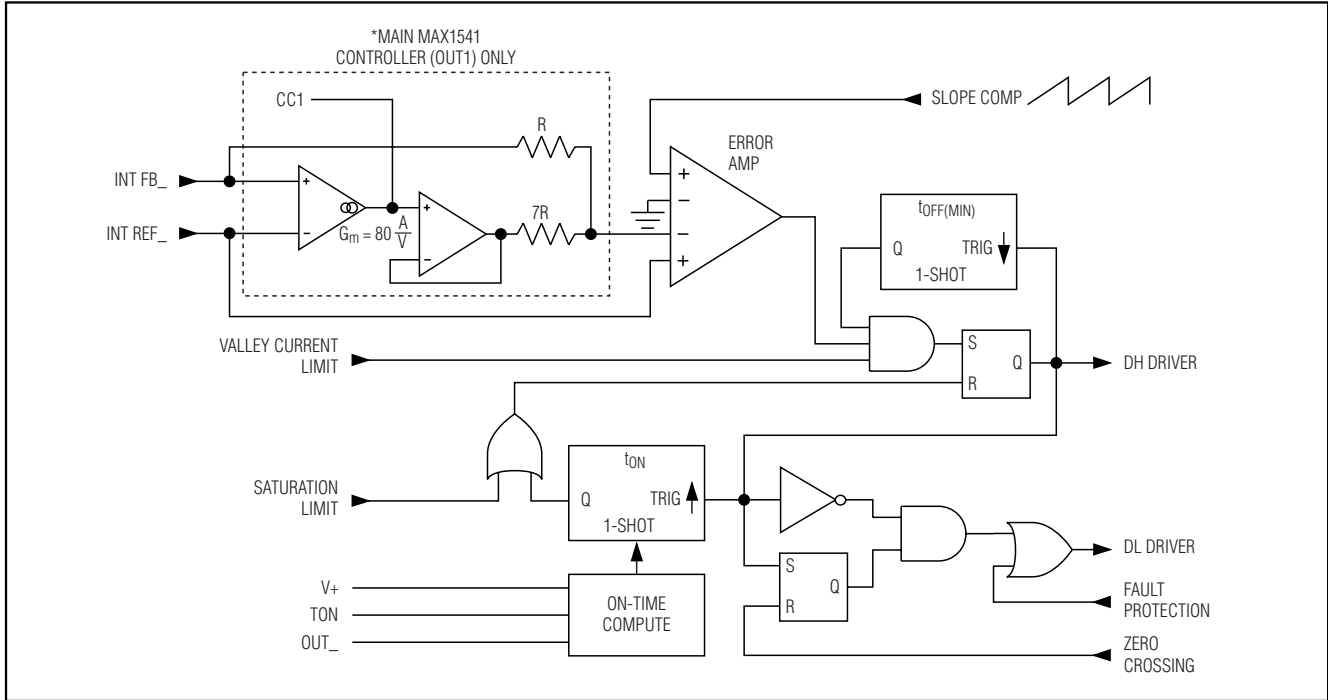 *MAIN MAX1541
CONTROLLER (OUT1) ONLY
CC1
SLOPE COMP
R
ERROR
AMP
INT FB_
+
+
7R
+
−
tOFF(MIN)
Q
TRIG
1-SHOT
INT REF_
−
Gm = 80 A/V
−
−
+
VALLEY CURRENT
LIMIT
S
Q
R
DH DRIVER
tON
Q
TRIG
1-SHOT
SATURATION
LIMIT
DL DRIVER
S
Q
R
V+
TON
OUT_
ON-TIME
COMPUTE
FAULT
PROTECTION
ZERO
CROSSING